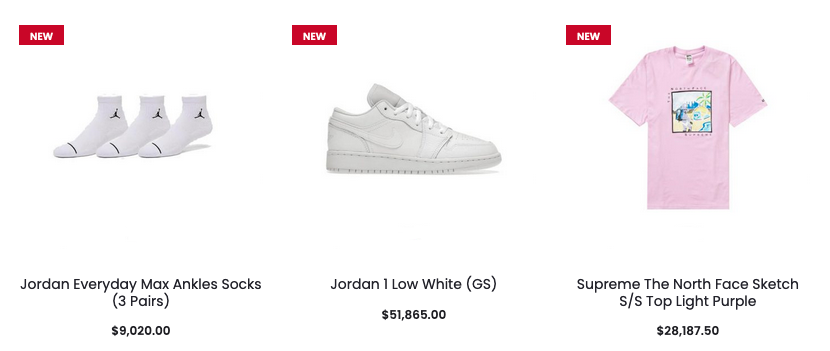 NEW
NEW
NEW
Jordan Everyday Max Ankles Socks
(3 Pairs)
$9,020.00
Jordan 1 Low White (GS)
$51,865.00
Supreme The North Face Sketch
S/S Top Light Purple
$28,187.50